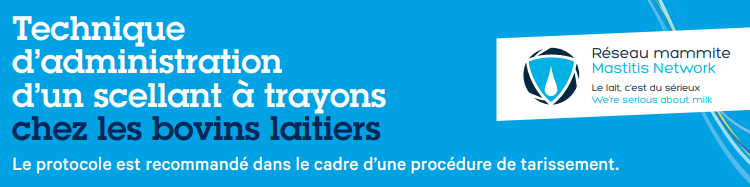 Technique
d'administration
d'un scellant à trayons
chez les bovins laitiers
Le protocole est recommandé dans le cadre d'une procédure de tarissement.
Réseau mammite
Mastitis Network
Le lait, c'est du sérieux
We're serious about milk